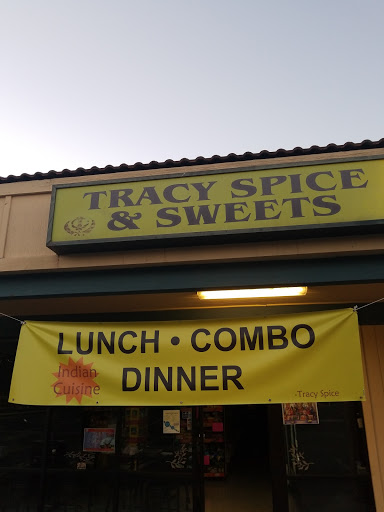 TRACY SPICE
& SWEETS
LUNCH • COMBO
DINNER
Indian
Cuisine
-Tracy Spice